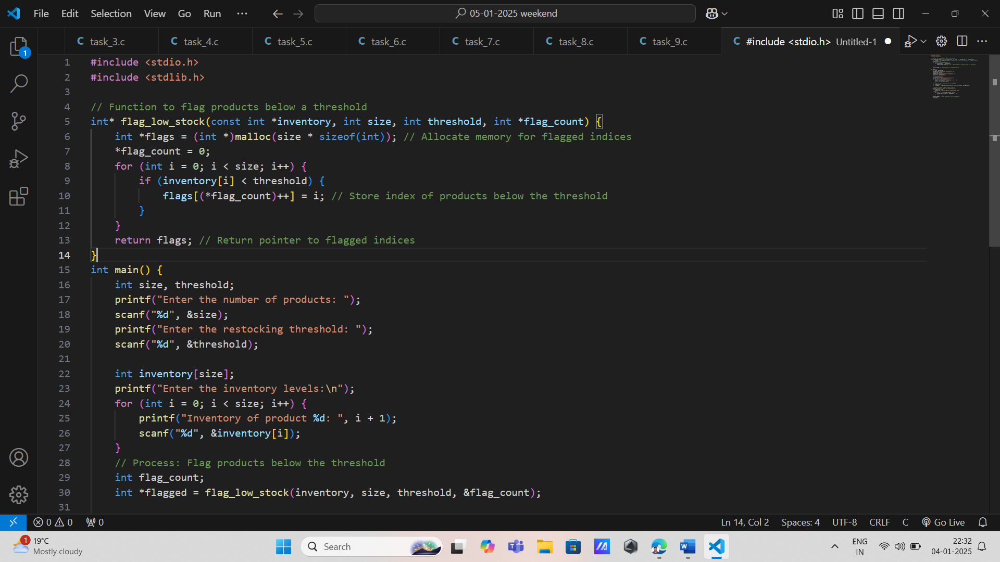 File Edit Selection View Go Run ··· 05-01-2025 weekend
1
C task_3.c C task_4.c C task_5.c C task_6.c C task_7.c C task_8.c C task_9.c C #include <stdio.h> Untitled-1
1 #include <stdio.h>
2 #include <stdlib.h>
3
4 // Function to flag products below a threshold
5 int* flag_low_stock(const int *inventory, int size, int threshold, int *flag_count) {
6     int *flags = (int *)malloc(size * sizeof(int)); // Allocate memory for flagged indices
7     *flag_count = 0;
8     for (int i = 0; i < size; i++) {
9         if (inventory[i] < threshold) {
10             flags[(*flag_count)++] = i; // Store index of products below the threshold
11         }
12     }
13     return flags; // Return pointer to flagged indices
14 }
15 int main() {
16     int size, threshold;
17     printf("Enter the number of products: ");
18     scanf("%d", &size);
19     printf("Enter the restocking threshold: ");
20     scanf("%d", &threshold);
21
22     int inventory[size];
23     printf("Enter the inventory levels:\n");
24     for (int i = 0; i < size; i++) {
25         printf("Inventory of product %d: ", i + 1);
26         scanf("%d", &inventory[i]);
27     }
28     // Process: Flag products below the threshold
29     int flag_count;
30     int *flagged = flag_low_stock(inventory, size, threshold, &flag_count);
31
0 0 0 Ln 14, Col 2 Spaces: 4 UTF-8 CRLF C Go Live
1 19°C
Mostly cloudy
Search
ENG
IN
22:32
04-01-2025